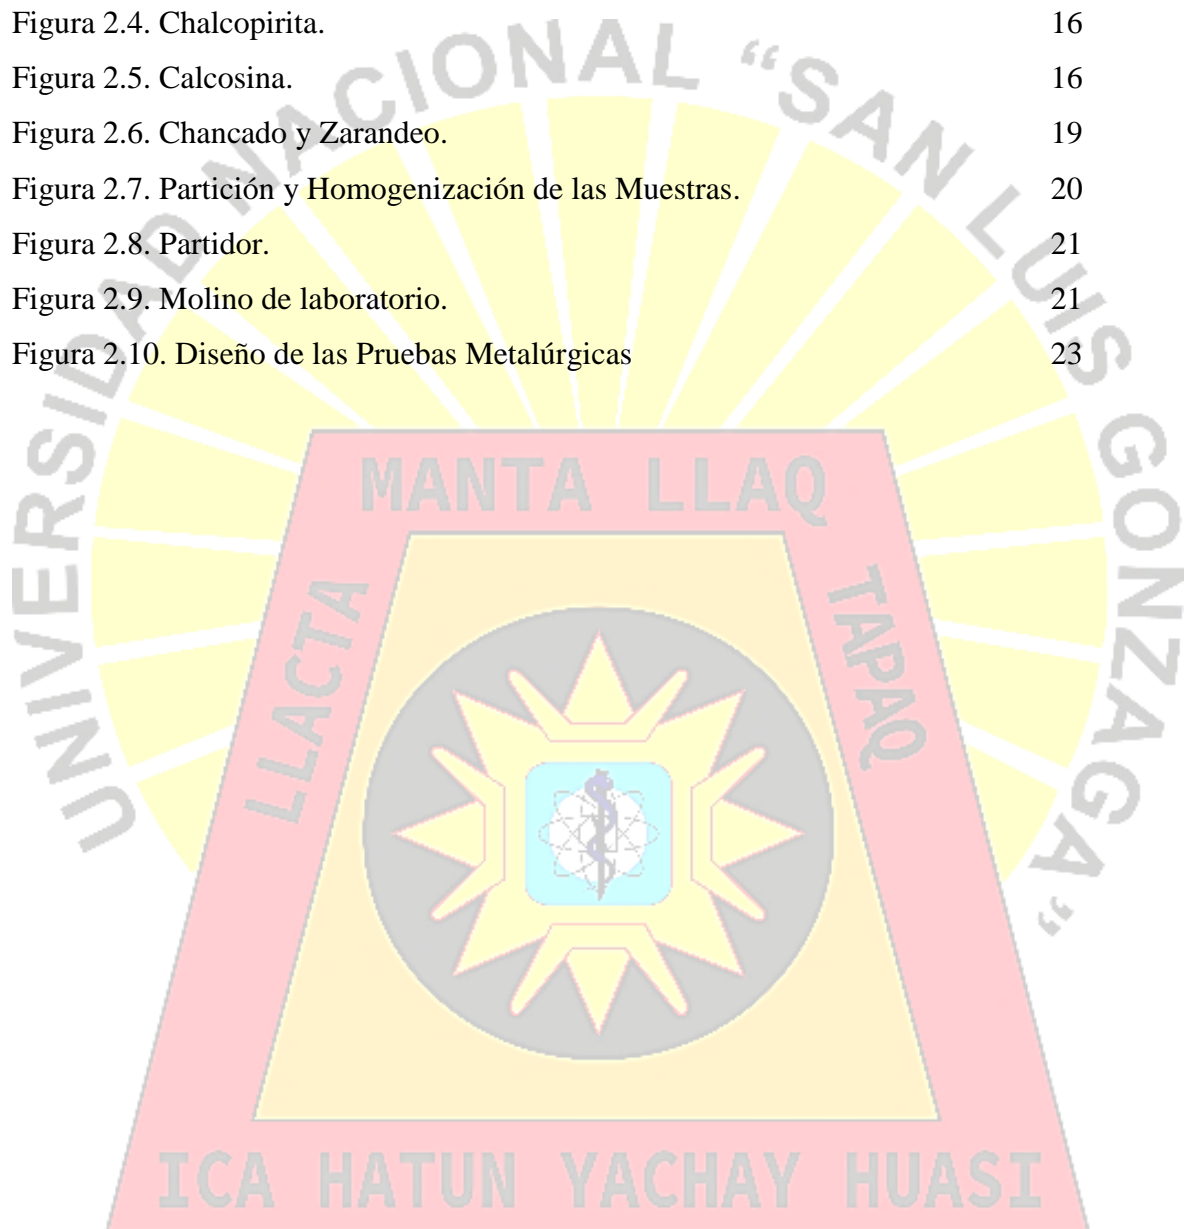 Figura 2.4. Chalcopirita. 16
Figura 2.5. Calcosina. 16
Figura 2.6. Chancado y Zarandeo. 19
Figura 2.7. Partición y Homogenización de las Muestras. 20
Figura 2.8. Partidor. 21
Figura 2.9. Molino de laboratorio. 21
Figura 2.10. Diseño de las Pruebas Metalúrgicas 23
UNIVERSIDAD NACIONAL “SAN LUIS GONZAGA”
LLACTA
MANTA LLAQ
TAPAQ
ICA HATUN YACHAY HUASI